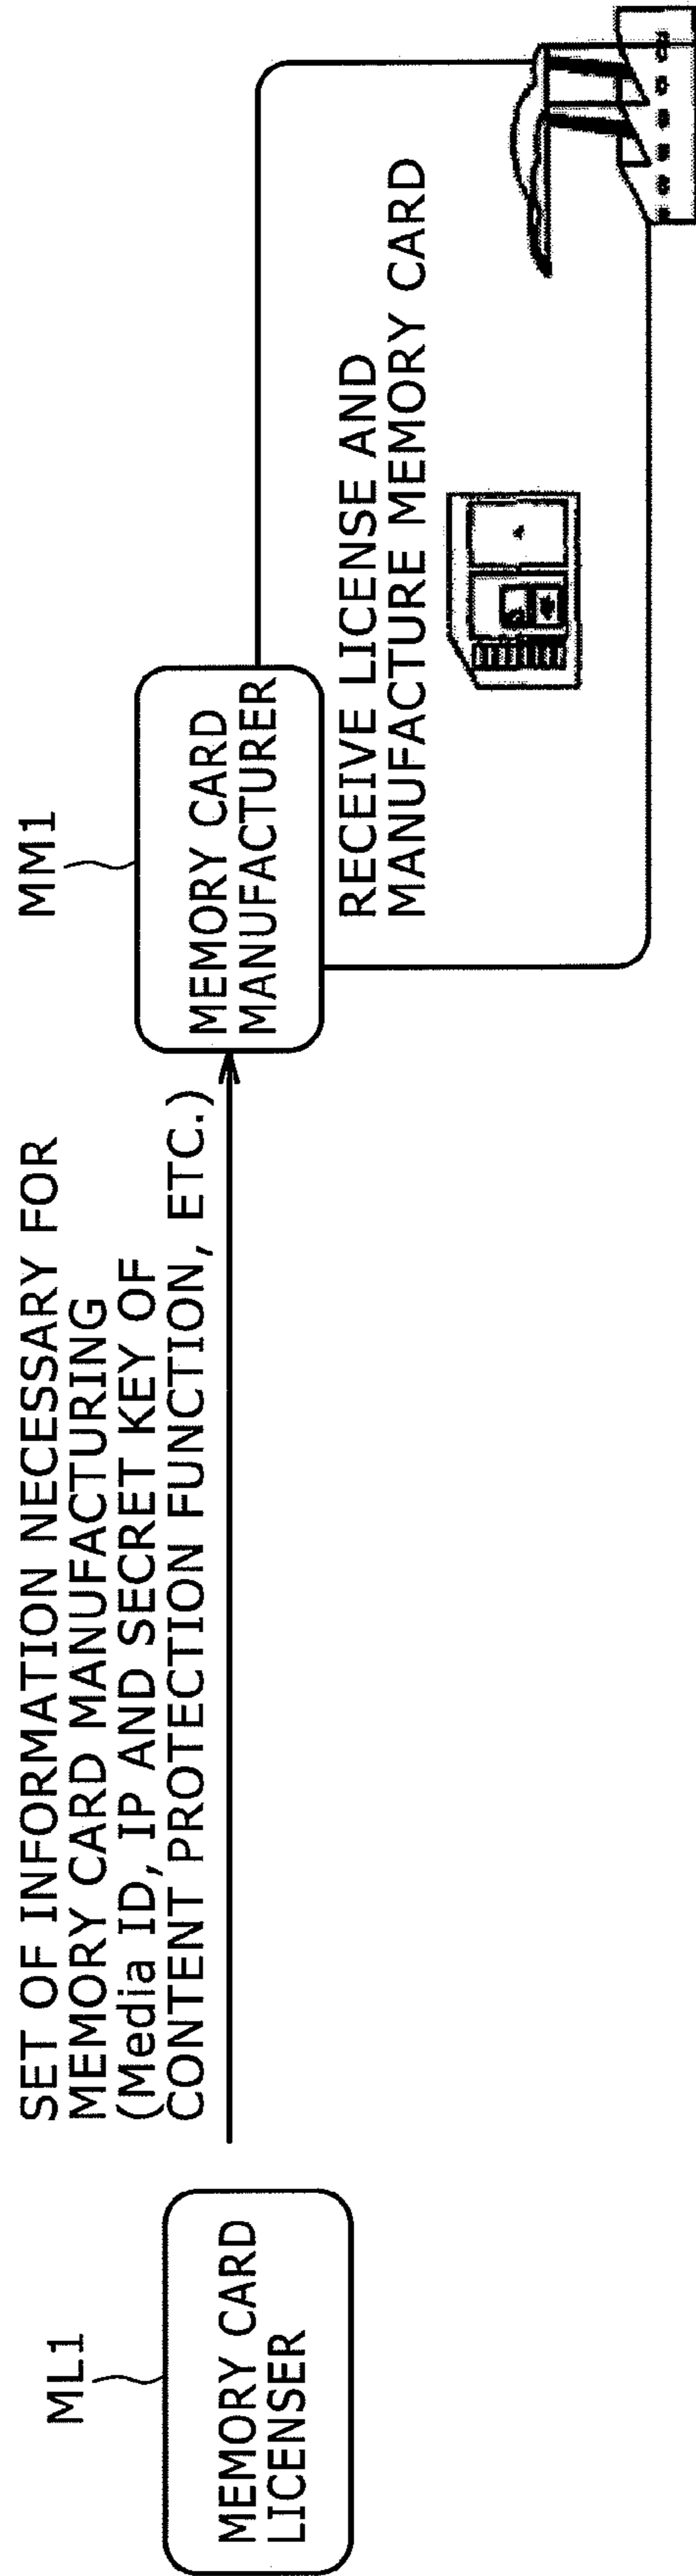 ML1
MEMORY CARD
LICENSER
SET OF INFORMATION NECESSARY FOR
MEMORY CARD MANUFACTURING
(Media ID, IP AND SECRET KEY OF
CONTENT PROTECTION FUNCTION, ETC.)
MM1
MEMORY CARD
MANUFACTURER
RECEIVE LICENSE AND
MANUFACTURE MEMORY CARD